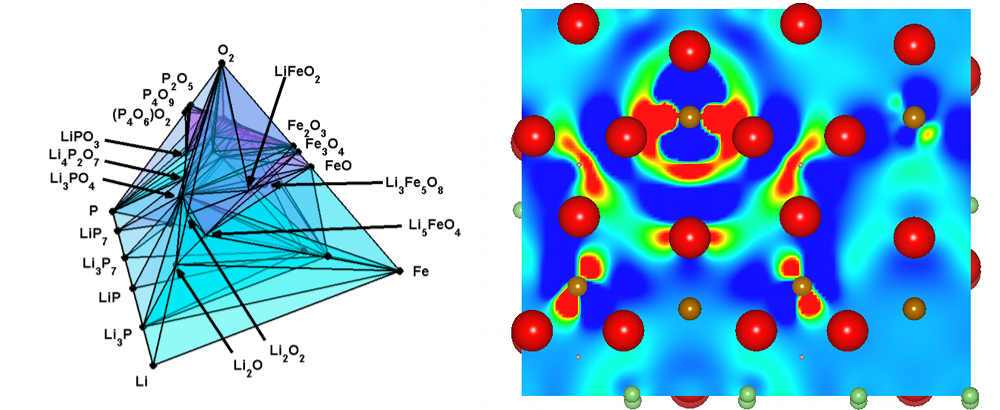 O₂
LiFeO₂
P₂O₅
P₄O₉
(P₄O₆)O₂
Fe₂O₃
LiPO₃
Fe₃O₄
Li₄P₂O₇
FeO
Li₃PO₄
Li₃Fe₅O₈
P
Li₅FeO₄
LiP₇
Li₃P₇
Fe
LiP
Li₃P
Li₂O₂
Li₂O
Li